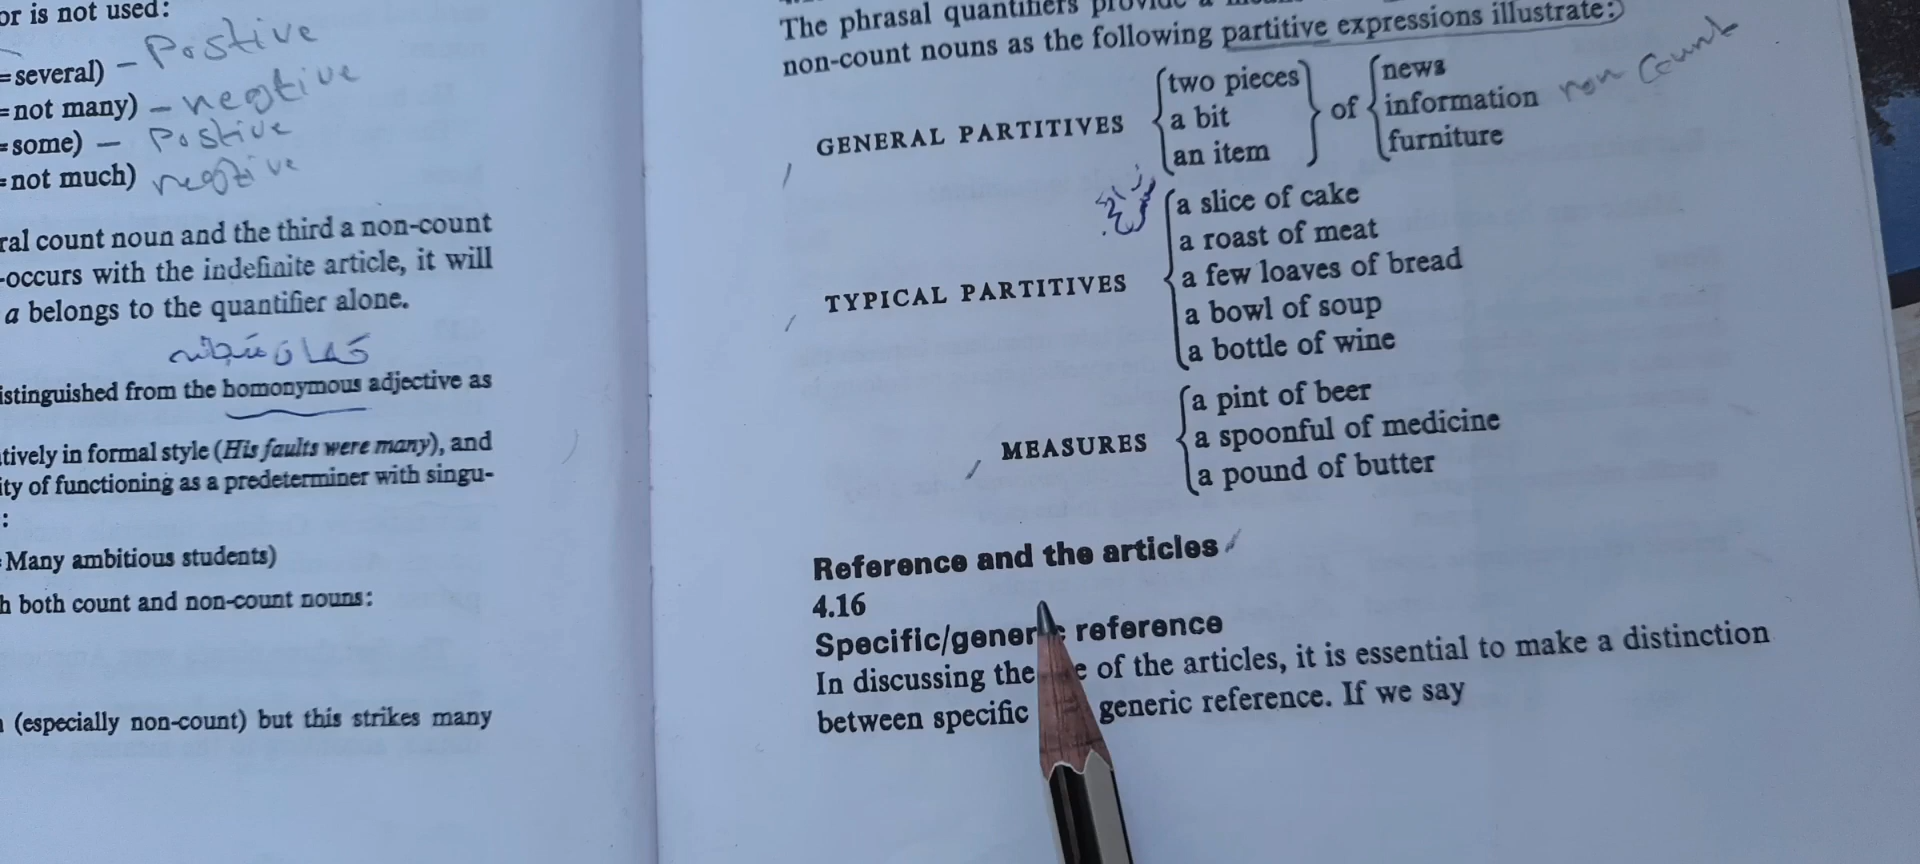 or is not used:
=several) – Postive
=not many) – negtive
=some) – Postive
=not much) negtive
ral count noun and the third a non-count
-occurs with the indefinite article, it will
a belongs to the quantifier alone.
istinguished from the homonymous adjective as
tively in formal style (His faults were many), and
ity of functioning as a predeterminer with singu-
:
Many ambitious students)
h both count and non-count nouns:
(especially non-count) but this strikes many
The phrasal quantifiers provide a
non-count nouns as the following partitive expressions illustrate:
GENERAL PARTITIVES
two pieces
a bit
an item
of
news
information non Count
furniture
TYPICAL PARTITIVES
a slice of cake
a roast of meat
a few loaves of bread
a bowl of soup
a bottle of wine
MEASURES
a pint of beer
a spoonful of medicine
a pound of butter
Reference and the articles
4.16
Specific/gener reference
In discussing the e of the articles, it is essential to make a distinction
between specific generic reference. If we say